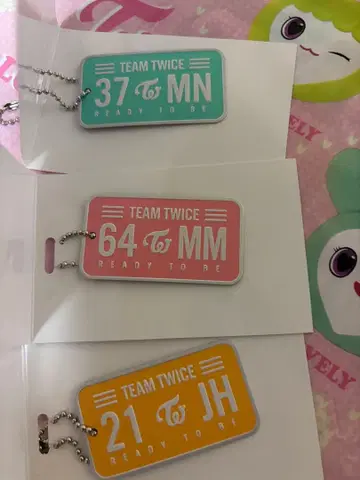 TEAM TWICE
37 MN
READY TO BE
LOVELY
TEAM TWICE
64 MM
READY TO BE
TEAM TWICE
21 JH
READY TO BE